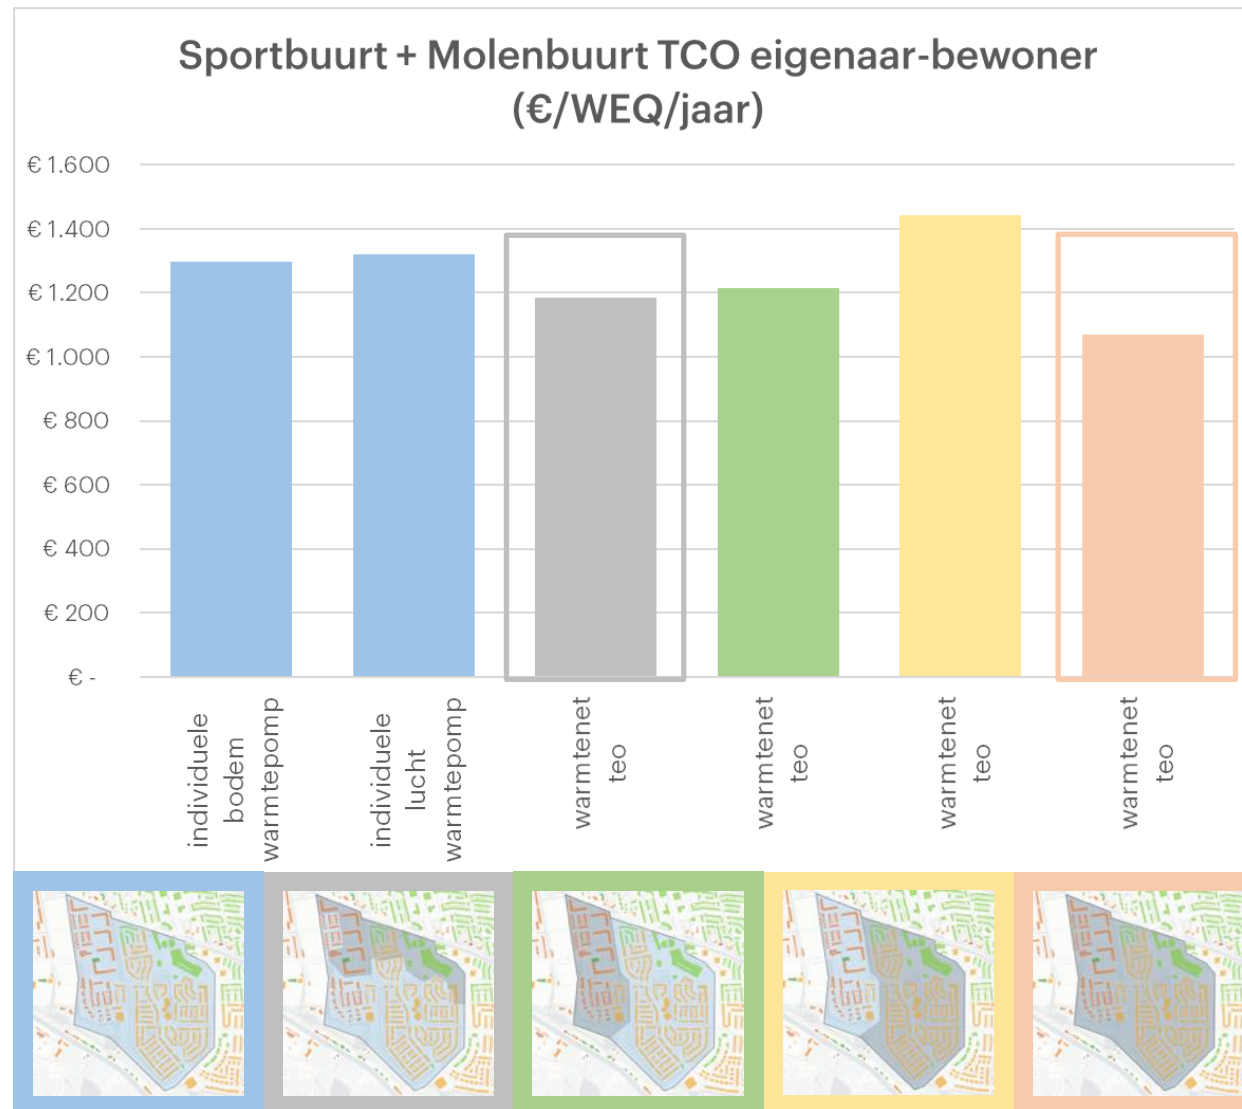 Sportbuurt + Molenbuurt TCO eigenaar-bewoner
(€/WEQ/jaar)
€ 1.600
€ 1.400
€ 1.200
€ 1.000
€ 800
€ 600
€ 400
€ 200
€ -
individuele
bodem
warmtepomp
individuele
lucht
warmtepomp
warmtenet
teo
warmtenet
teo
warmtenet
teo
warmtenet
teo